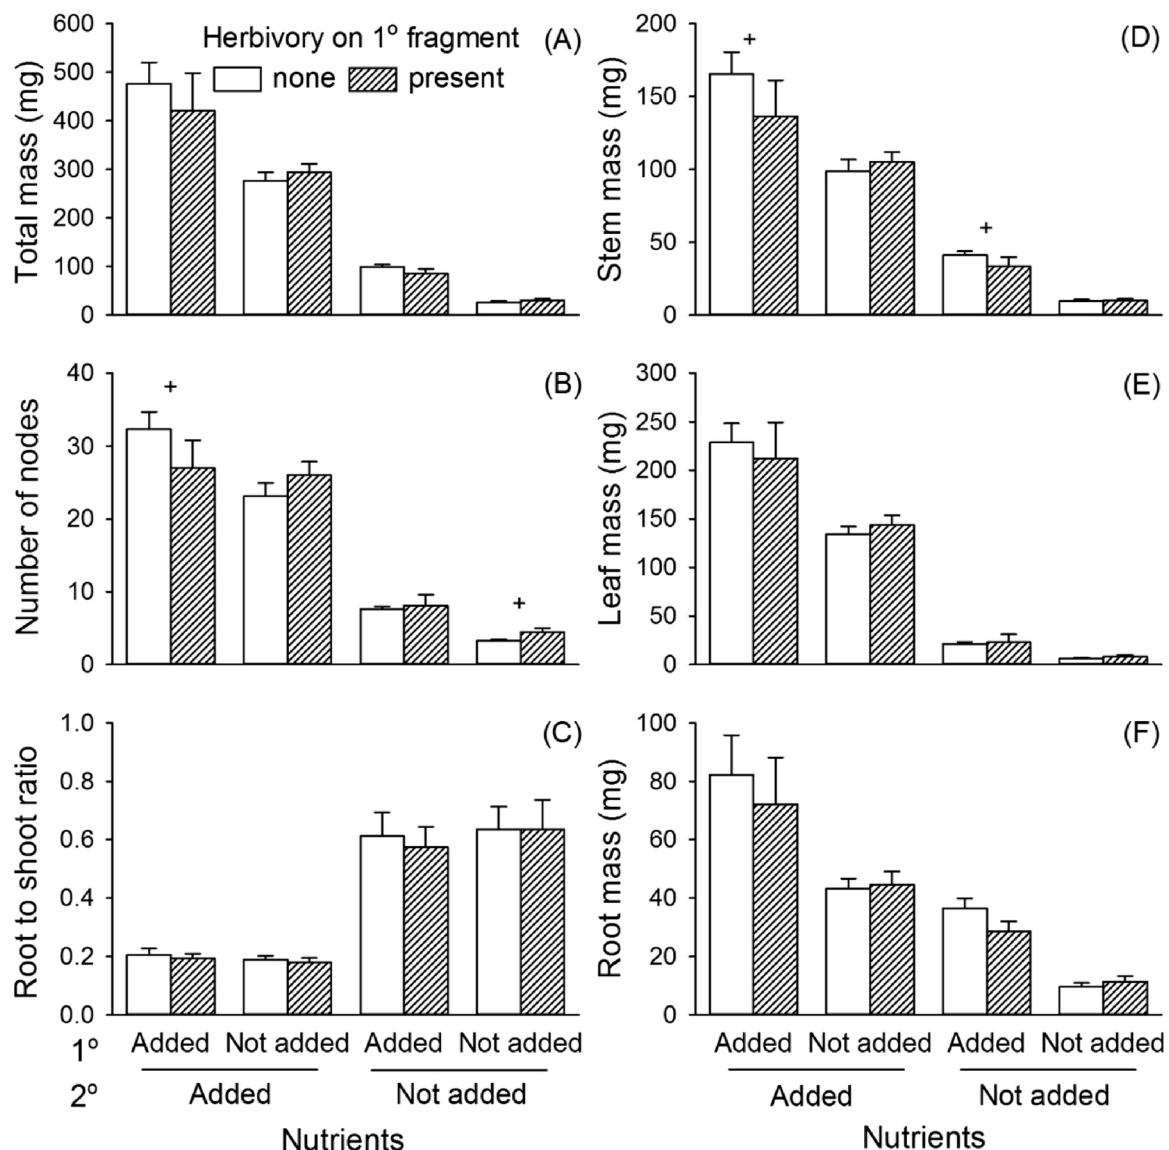 Herbivory on 1º fragment
none present
(A)
Total mass (mg)
600
500
400
300
200
100
0
(D)
Stem mass (mg)
200
150
100
50
0
+
+
(B)
Number of nodes
40
30
20
10
0
+
+
(E)
Leaf mass (mg)
300
250
200
150
100
50
0
(C)
Root to shoot ratio
1.0
0.8
0.6
0.4
0.2
0.0
(F)
Root mass (mg)
100
80
60
40
20
0
1º Added Not added Added Not added Added Not added Added Not added
2º Added Not added Added Not added
Nutrients Nutrients